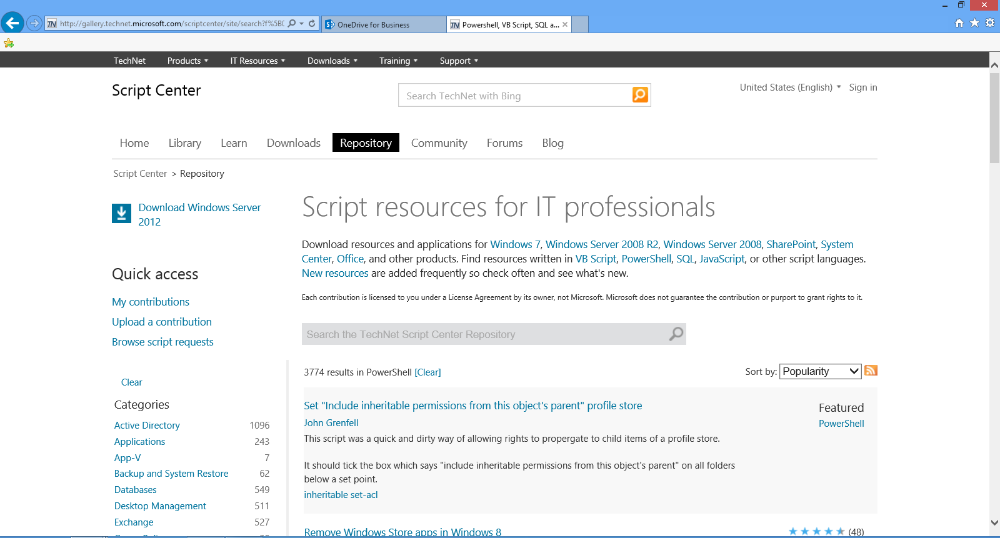 http://gallery.technet.microsoft.com/scriptcenter/site/search?f%5B(
OneDrive for Business
Powershell, VB Script, SQL a...
TechNet Products IT Resources Downloads Training Support
Script Center
Search TechNet with Bing
United States (English) Sign in
Home Library Learn Downloads Repository Community Forums Blog
Script Center > Repository
Download Windows Server
2012
Quick access
My contributions
Upload a contribution
Browse script requests
Clear
Categories
Active Directory 1096
Applications 243
App-V 7
Backup and System Restore 62
Databases 549
Desktop Management 511
Exchange 527
Script resources for IT professionals
Download resources and applications for Windows 7, Windows Server 2008 R2, Windows Server 2008, SharePoint, System
Center, Office, and other products. Find resources written in VB Script, PowerShell, SQL, JavaScript, or other script languages.
New resources are added frequently so check often and see what's new.
Each contribution is licensed to you under a License Agreement by its owner, not Microsoft. Microsoft does not guarantee the contribution or purport to grant rights to it.
Search the TechNet Script Center Repository
3774 results in PowerShell [Clear]
Sort by: Popularity
Set "Include inheritable permissions from this object's parent" profile store
John Grenfell
This script was a quick and dirty way of allowing rights to propergate to child items of a profile store.
It should tick the box which says "include inheritable permissions from this object's parent" on all folders
below a set point.
inheritable set-acl
Featured
PowerShell
Remove Windows Store apps in Windows 8
(48)